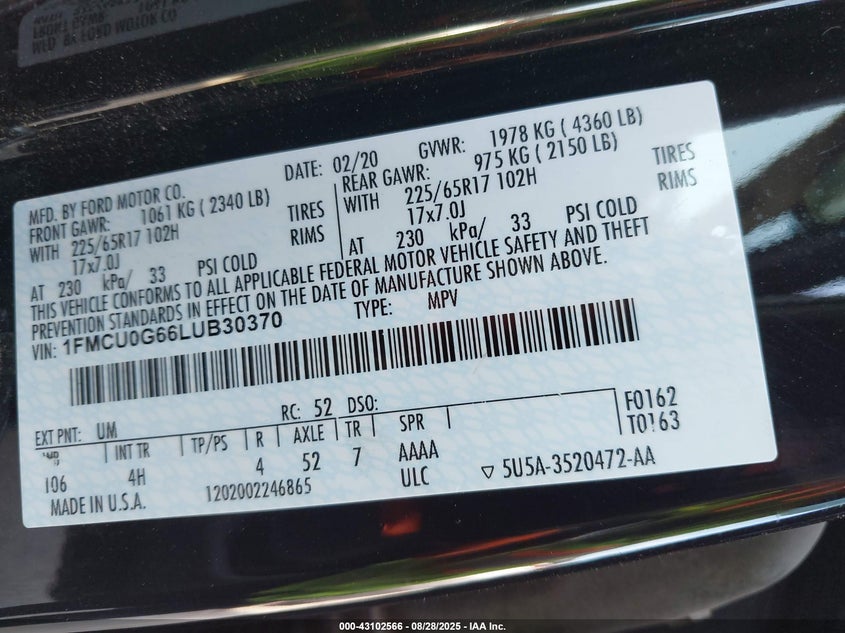 MFD. BY FORD MOTOR CO. DATE: 02/20 GVWR: 1978 KG ( 4360 LB)
FRONT GAWR: 1061 KG ( 2340 LB) REAR GAWR: 975 KG ( 2150 LB)
WITH 225/65R17 102H TIRES WITH 225/65R17 102H TIRES
17x7.0J RIMS 17x7.0J RIMS
AT 230 kPa/ 33 PSI COLD AT 230 kPa/ 33 PSI COLD
THIS VEHICLE CONFORMS TO ALL APPLICABLE FEDERAL MOTOR VEHICLE SAFETY AND THEFT
PREVENTION STANDARDS IN EFFECT ON THE DATE OF MANUFACTURE SHOWN ABOVE.
VIN: 1FMCU0G66LUB30370 TYPE: MPV
EXT PNT: UM RC: 52 DSO: F0162
INT TR TP/PS R AXLE TR SPR T0163
106 4H 4 52 7 AAAA
MADE IN U.S.A. 1202002246865 ULC ▽ 5U5A-3520472-AA
000-43102566 - 08/28/2025 - IAA Inc.